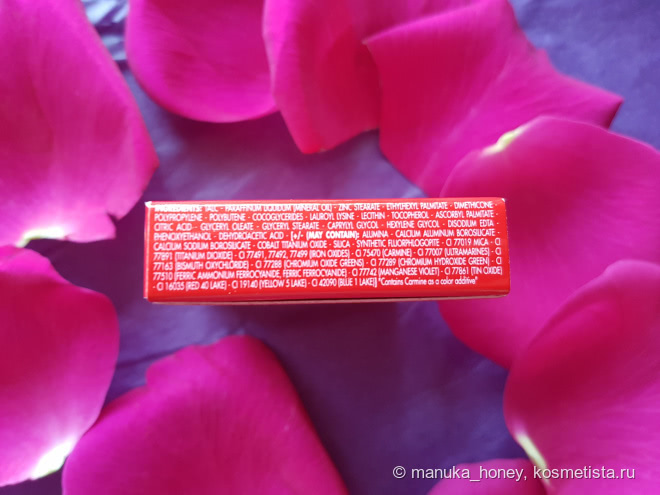 INGREDIENTS: TALC · PARAFFINUM LIQUIDUM [MINERAL OIL] · ZINC STEARATE · ETHYLHEXYL PALMITATE · DIMETHICONE
POLYPROPYLENE · POLYBUTENE · COCOGLYCERIDES · LAUROYL LYSINE · LECITHIN · TOCOPHEROL · ASCORBYL PALMITATE ·
CITRIC ACID · GLYCERYL OLEATE · GLYCERYL STEARATE · CAPRYLYL GLYCOL · HEXYLENE GLYCOL · DISODIUM EDTA ·
PHENOXYETHANOL · DEHYDROACETIC ACID · [+/- (MAY CONTAIN): ALUMINA · CALCIUM ALUMINUM BOROSILICATE ·
CALCIUM SODIUM BOROSILICATE · COBALT TITANIUM OXIDE · SILICA · SYNTHETIC FLUORPHLOGOPITE · CI 77019 MICA · CI
77891 (TITANIUM DIOXIDE) · CI 77491, 77492, 77499 (IRON OXIDES) · CI 75470 (CARMINE) · CI 77007 (ULTRAMARINES) · CI
77163 (BISMUTH OXYCHLORIDE) · CI 77288 (CHROMIUM OXIDE GREENS) · CI 77289 (CHROMIUM HYDROXIDE GREEN) · CI
77510 (FERRIC AMMONIUM FERROCYANIDE, FERRIC FERROCYANIDE) · CI 77742 (MANGANESE VIOLET) · CI 77861 (TIN OXIDE)
· CI 16035 (RED 40 LAKE) · CI 19140 (YELLOW 5 LAKE) · CI 42090 (BLUE 1 LAKE)] *Contains Carmine as a color additive*
© manuka_honey, kosmetista.ru